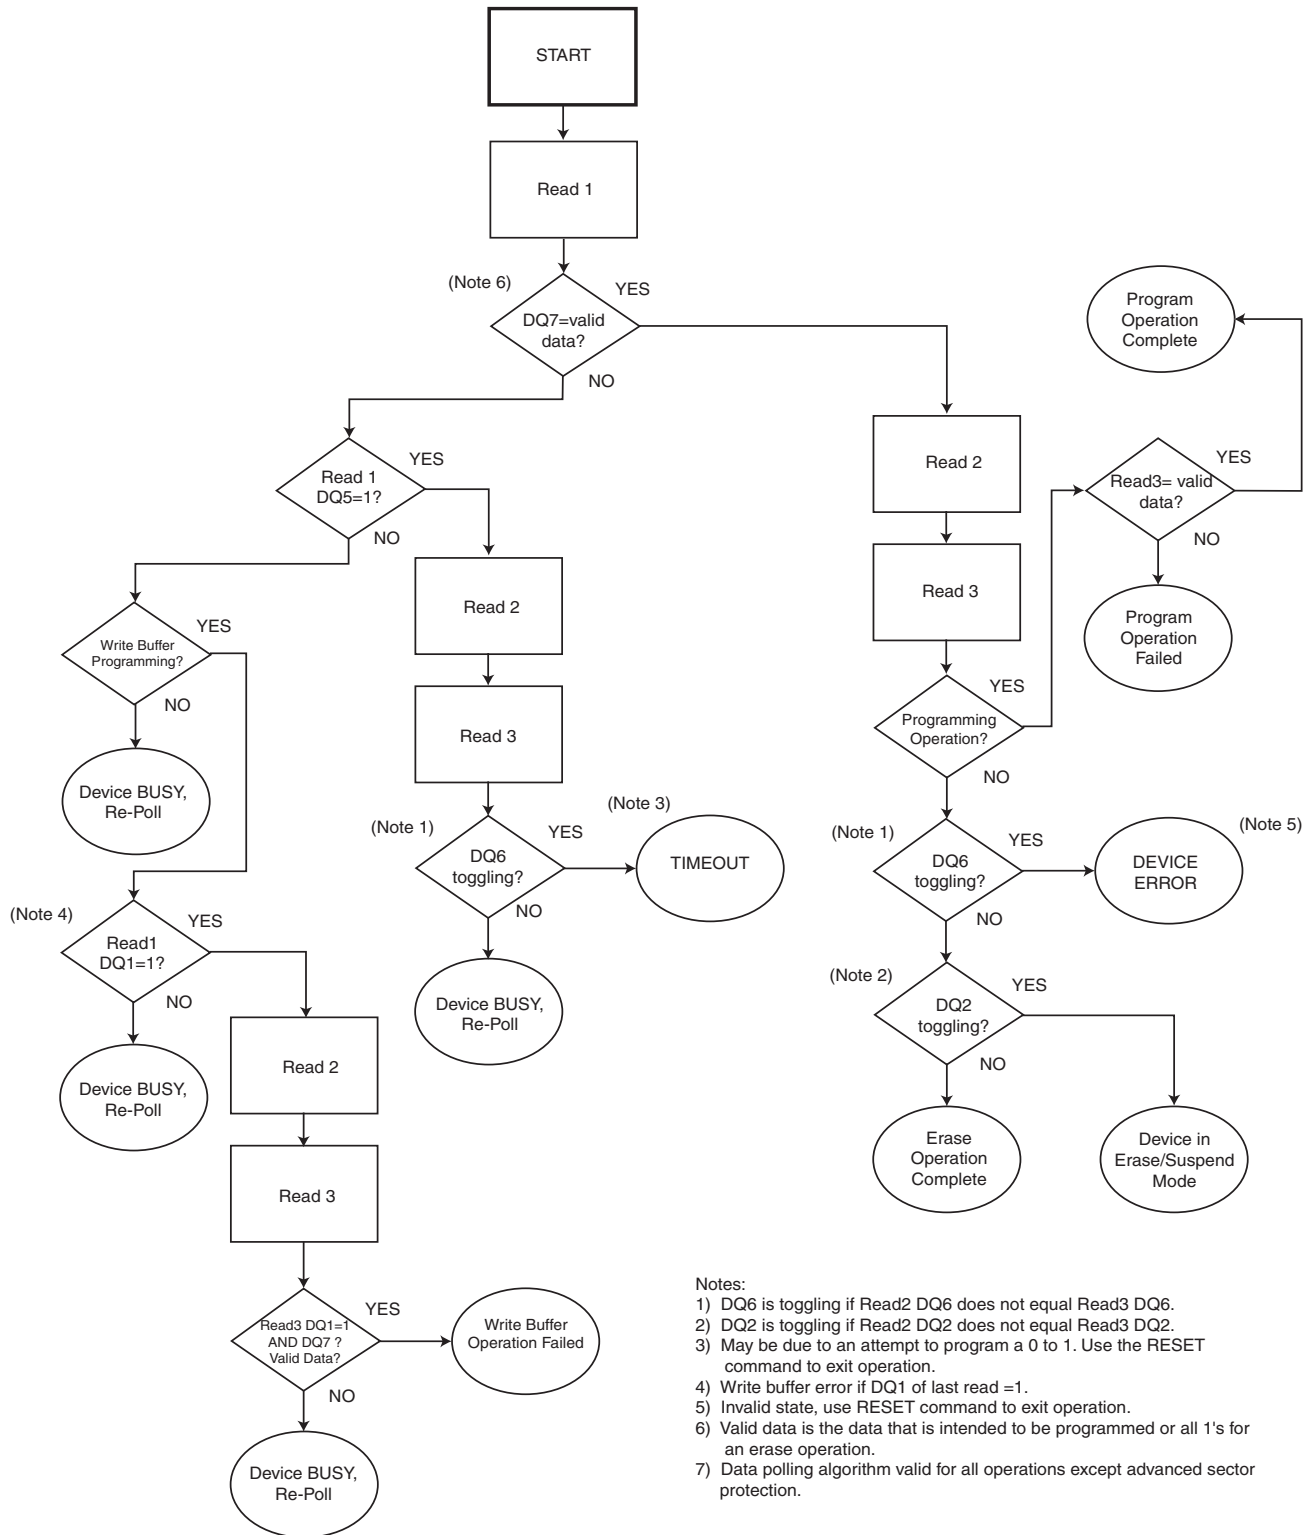 START
Read 1
(Note 6)
YES
DQ7=valid
data?
NO
Program
Operation
Complete
Read 1
DQ5=1?
YES
NO
Read 2
Read3= valid
data?
YES
NO
Read 3
Program
Operation
Failed
Write Buffer
Programming?
YES
NO
Read 2
Programming
Operation?
YES
NO
Device BUSY,
Re-Poll
Read 3
(Note 1)
DQ6
toggling?
YES
NO
(Note 3)
TIMEOUT
(Note 1)
DQ6
toggling?
YES
NO
DEVICE
ERROR
(Note 5)
(Note 4)
Read1
DQ1=1?
YES
NO
Device BUSY,
Re-Poll
(Note 2)
DQ2
toggling?
YES
NO
Device BUSY,
Re-Poll
Read 2
Erase
Operation
Complete
Device in
Erase/Suspend
Mode
Read 3
Read3 DQ1=1
AND DQ7 ?
Valid Data?
YES
NO
Write Buffer
Operation Failed
Device BUSY,
Re-Poll
Notes:
1) DQ6 is toggling if Read2 DQ6 does not equal Read3 DQ6.
2) DQ2 is toggling if Read2 DQ2 does not equal Read3 DQ2.
3) May be due to an attempt to program a 0 to 1. Use the RESET
command to exit operation.
4) Write buffer error if DQ1 of last read =1.
5) Invalid state, use RESET command to exit operation.
6) Valid data is the data that is intended to be programmed or all 1's for
an erase operation.
7) Data polling algorithm valid for all operations except advanced sector
protection.